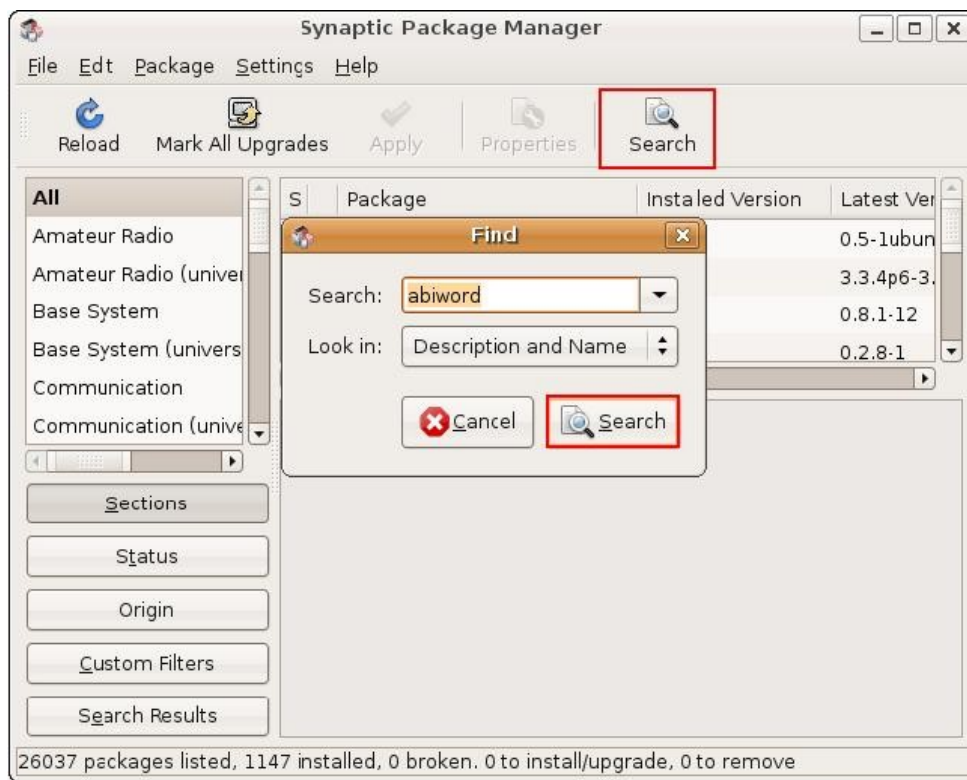 Synaptic Package Manager
File Edt Package Settings Help
Reload Mark All Upgrades Apply Properties Search
All
Amateur Radio
Amateur Radio (univer
Base System
Base System (univers
Communication
Communication (unive
S Package Instaled Version Latest Ver
0.5-1ubun
3.3.4p6-3.
0.8.1-12
0.2.8-1
Find
Search: abiword
Look in: Description and Name
Cancel Search
Sections
Status
Origin
Custom Filters
Search Results
26037 packages listed, 1147 installed, 0 broken. 0 to install/upgrade, 0 to remove